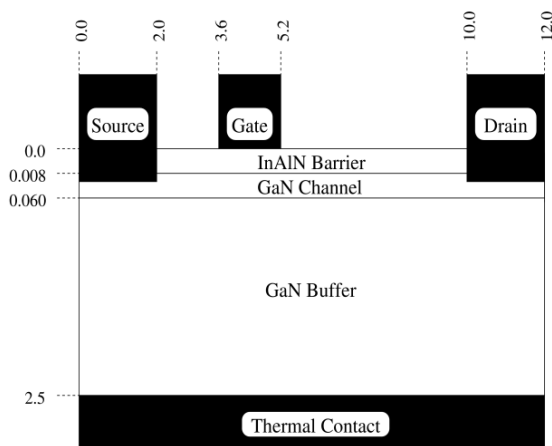 0.0
2.0
3.6
5.2
10.0
12.0
Source
Gate
Drain
0.0
InAlN Barrier
0.008
GaN Channel
0.060
GaN Buffer
2.5
Thermal Contact